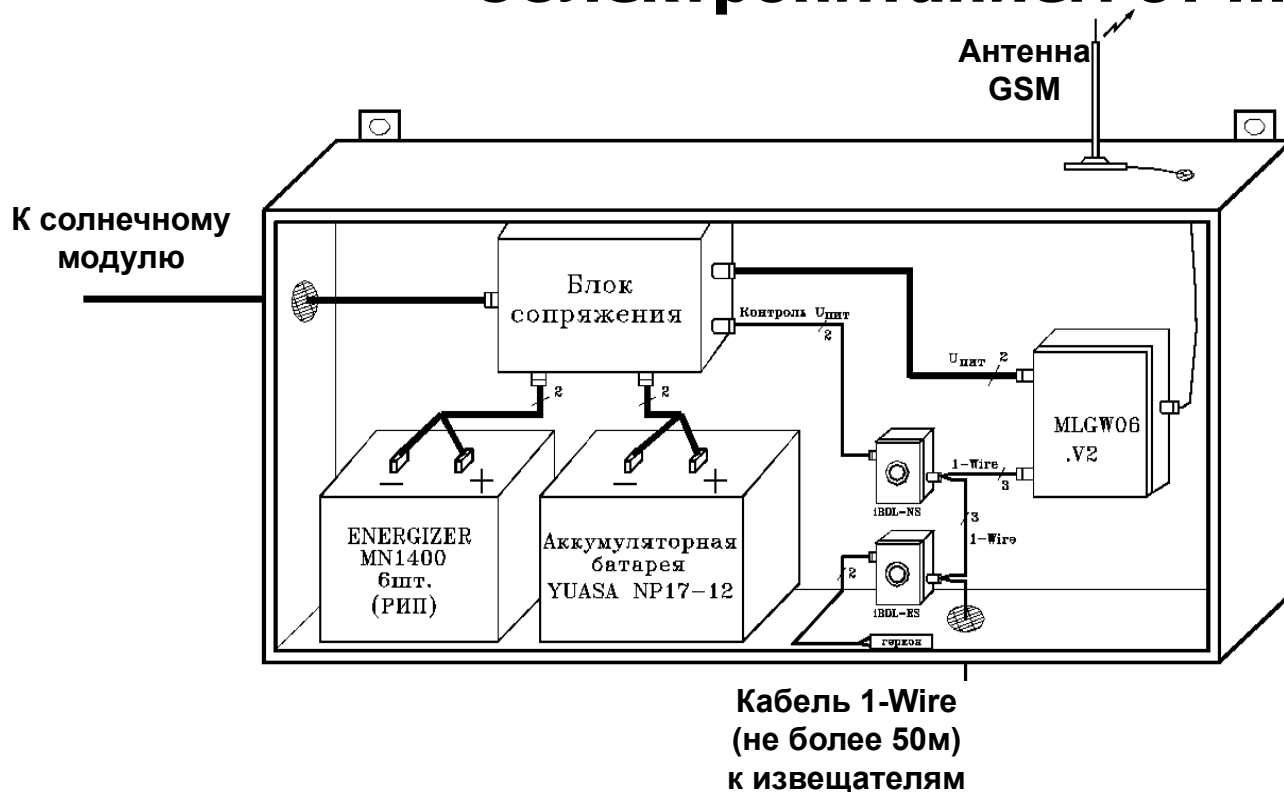 Антенна
GSM
К солнечному
модулю
Блок
сопряжения
Контроль Uпит
2
Uпит 2
2
2
MLGW06
.V2
1-Wire
3
iBDL-NS
3
1-Wire
ENERGIZER
MN1400
6шт.
(РИП)
Аккумуляторная
батарея
YUASA NP17-12
2
iBDL-ES
геркон
Кабель 1-Wire
(не более 50м)
к извещателям